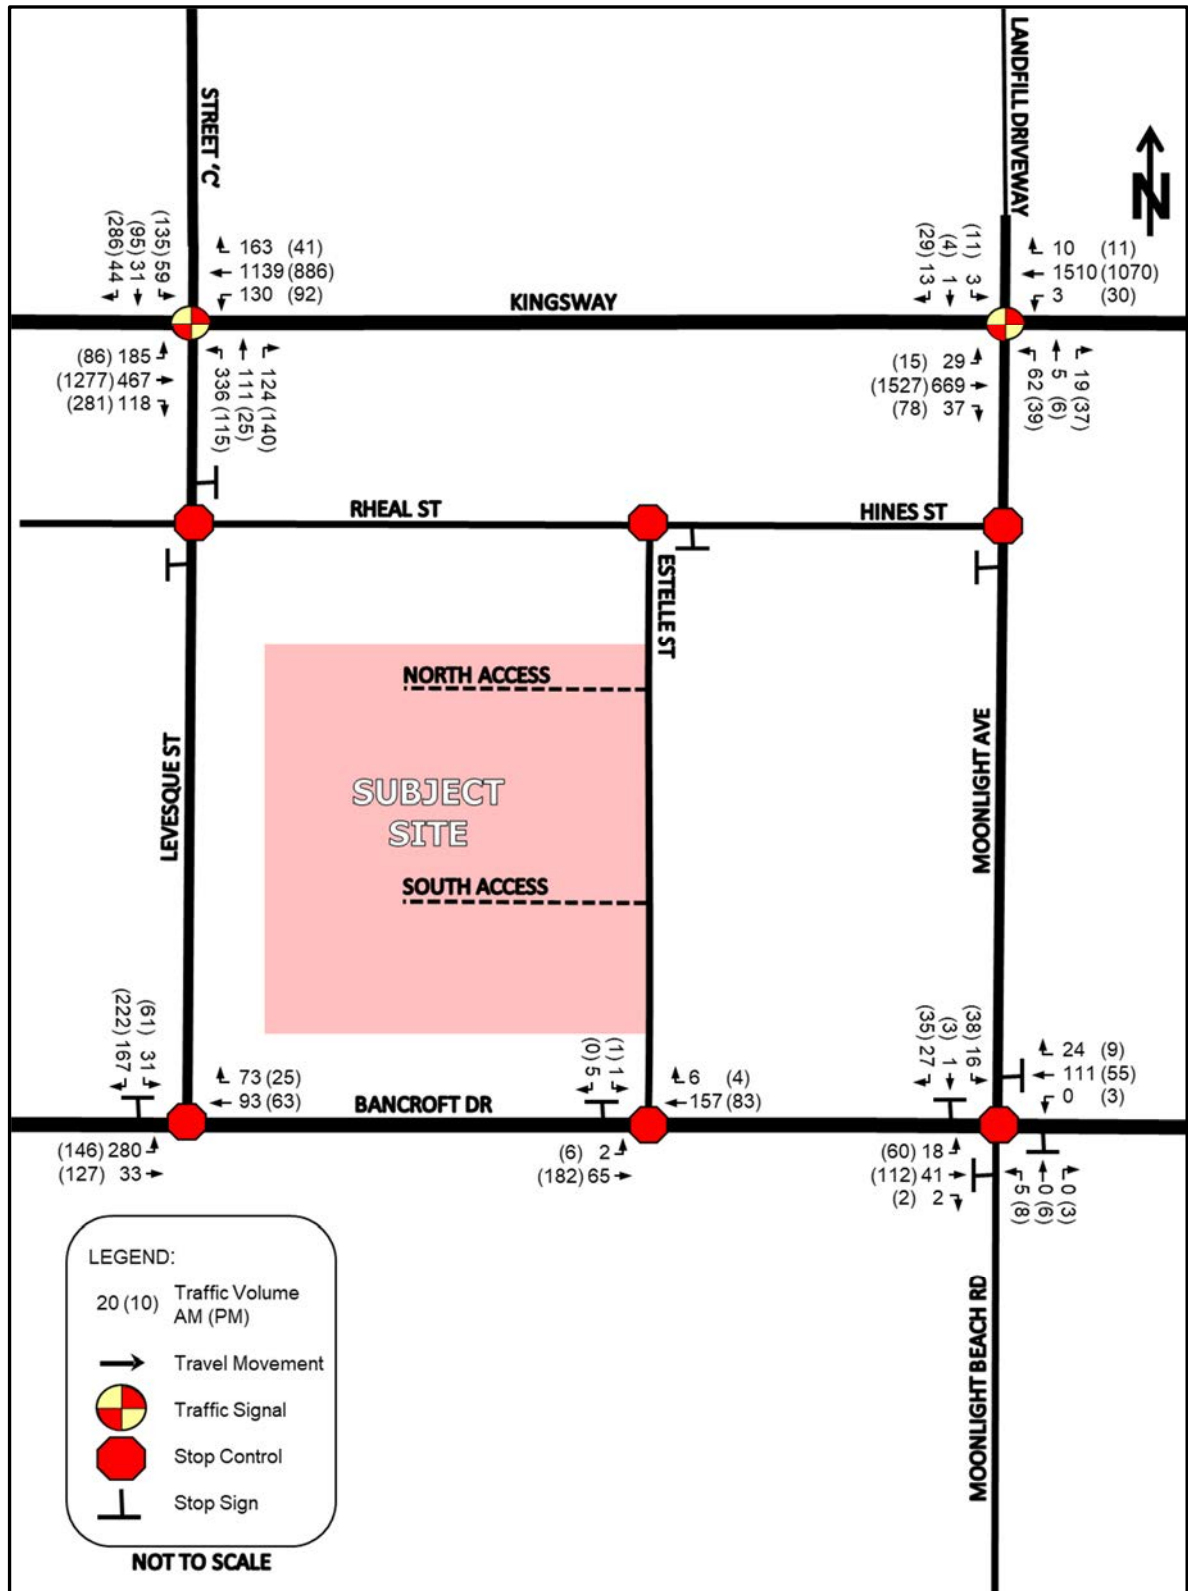 STREET 'C'
LANDFILL DRIVEWAY
N
(286) 44
(95) 31
(135) 59
163 (41)
1139 (886)
130 (92)
KINGSWAY
(29) 13
(4) 1
(11) 3
10 (11)
1510 (1070)
3 (30)
(86) 185
(1277) 467
(281) 118
336 (115)
111 (25)
124 (140)
(15) 29
(1527) 669
(78) 37
62 (39)
5 (6)
19 (37)
RHEAL ST
HINES ST
ESTELLE ST
NORTH ACCESS
LEVESQUE ST
MOONLIGHT AVE
SUBJECT
SITE
SOUTH ACCESS
(222) 167
(61) 31
73 (25)
93 (63)
BANCROFT DR
(0) 5
(1) 1
6 (4)
157 (83)
(35) 27
(3) 1
(38) 16
24 (9)
111 (55)
0 (3)
(146) 280
(127) 33
(6) 2
(182) 65
(60) 18
(112) 41
(2) 2
5 (8)
0 (6)
0 (3)
LEGEND:
20 (10) Traffic Volume
AM (PM)
Travel Movement
Traffic Signal
Stop Control
Stop Sign
MOONLIGHT BEACH RD
NOT TO SCALE